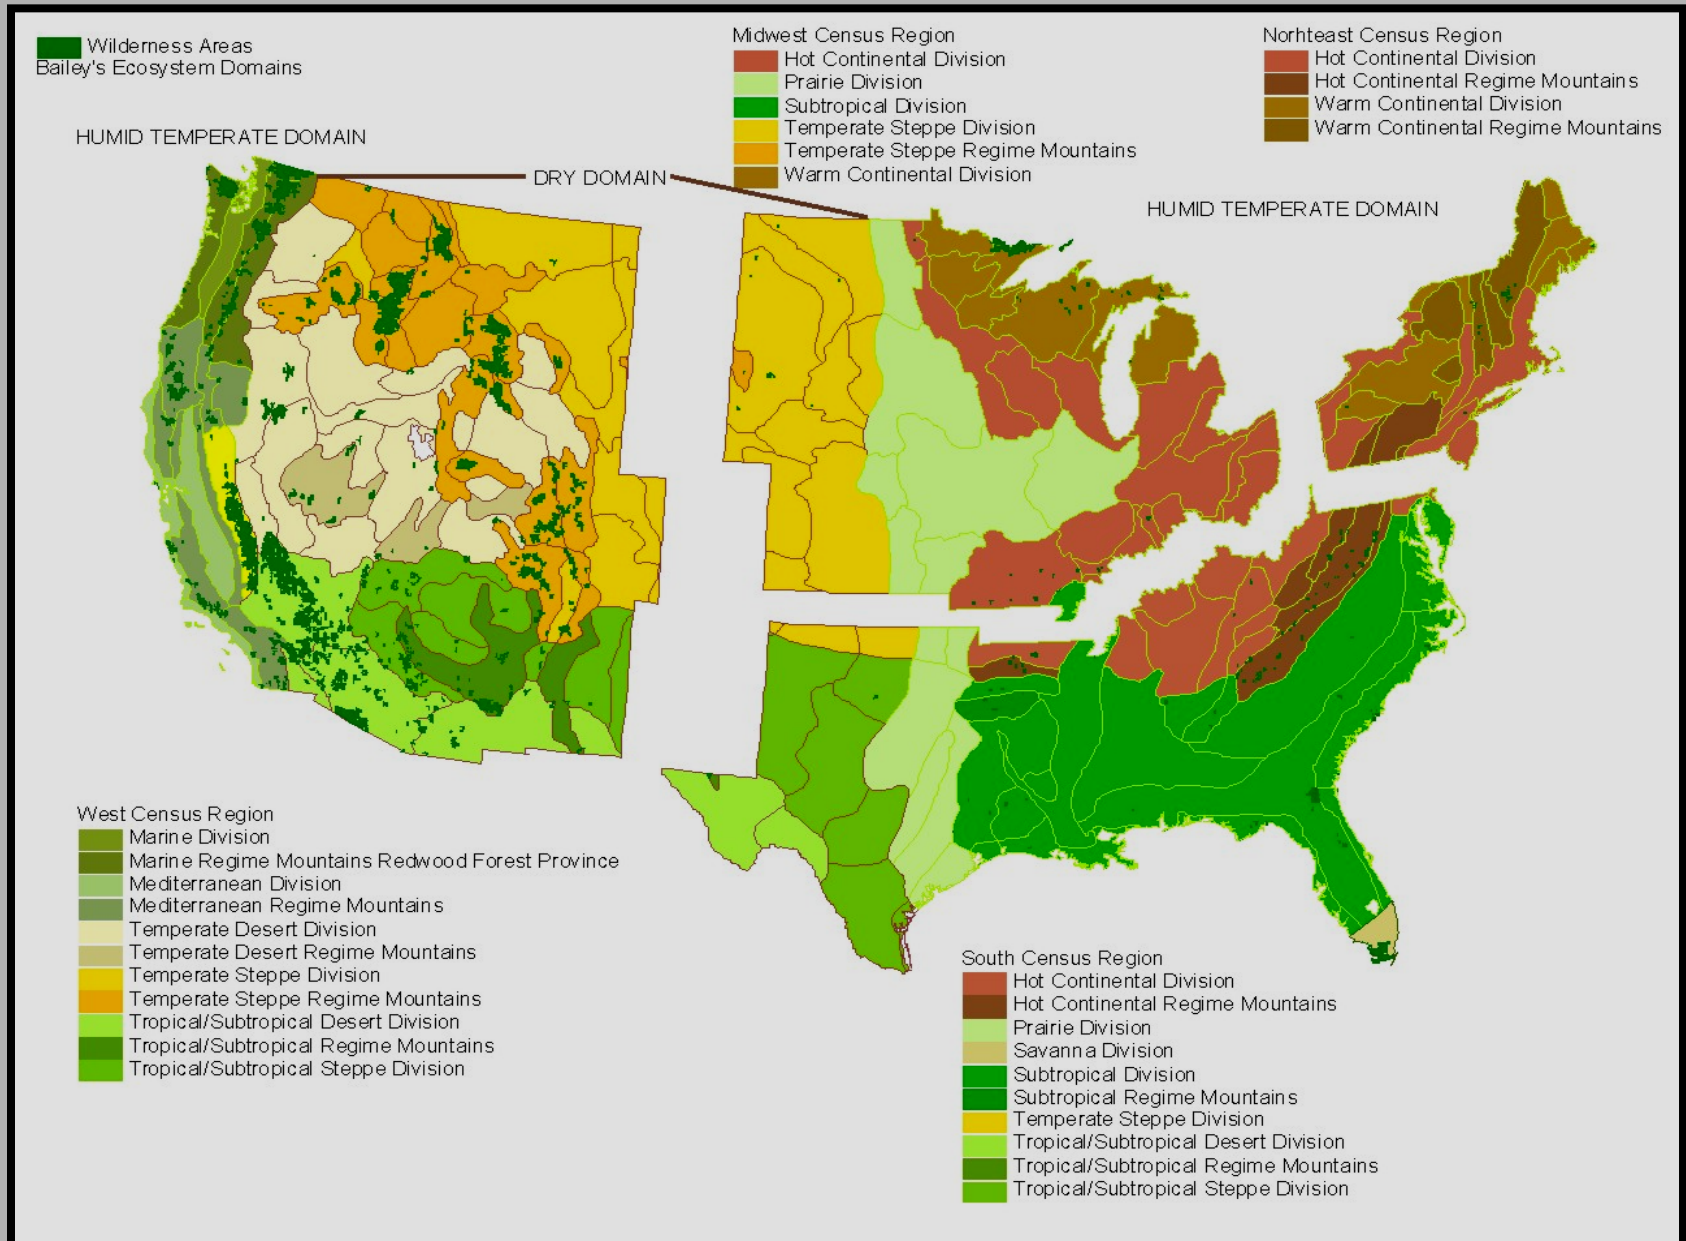 Wilderness Areas
Bailey's Ecosystem Domains
HUMID TEMPERATE DOMAIN
DRY DOMAIN
Midwest Census Region
Hot Continental Division
Prairie Division
Subtropical Division
Temperate Steppe Division
Temperate Steppe Regime Mountains
Warm Continental Division
Norhteast Census Region
Hot Continental Division
Hot Continental Regime Mountains
Warm Continental Division
Warm Continental Regime Mountains
HUMID TEMPERATE DOMAIN
West Census Region
Marine Division
Marine Regime Mountains Redwood Forest Province
Mediterranean Division
Mediterranean Regime Mountains
Temperate Desert Division
Temperate Desert Regime Mountains
Temperate Steppe Division
Temperate Steppe Regime Mountains
Tropical/Subtropical Desert Division
Tropical/Subtropical Regime Mountains
Tropical/Subtropical Steppe Division
South Census Region
Hot Continental Division
Hot Continental Regime Mountains
Prairie Division
Savanna Division
Subtropical Division
Subtropical Regime Mountains
Temperate Steppe Division
Tropical/Subtropical Desert Division
Tropical/Subtropical Regime Mountains
Tropical/Subtropical Steppe Division